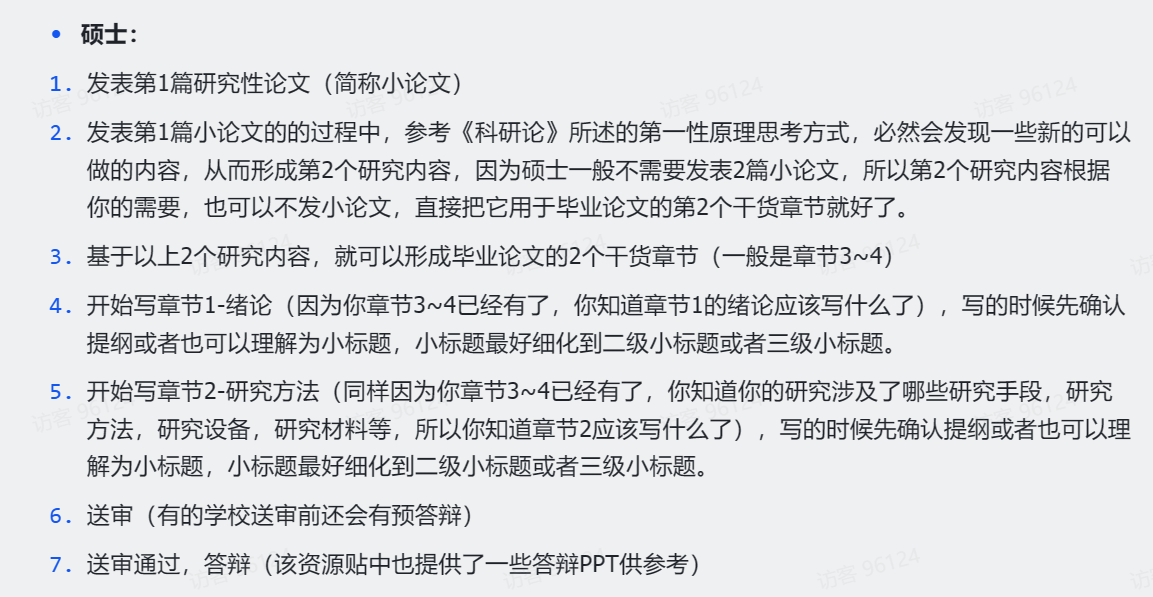 • 硕士：
1. 发表第1篇研究性论文（简称小论文）
2. 发表第1篇小论文的的过程中，参考《科研论》所述的第一性原理思考方式，必然会发现一些新的可以
做的内容，从而形成第2个研究内容，因为硕士一般不需要发表2篇小论文，所以第2个研究内容根据
你的需要，也可以不发小论文，直接把它用于毕业论文的第2个干货章节就好了。
3. 基于以上2个研究内容，就可以形成毕业论文的2个干货章节（一般是章节3~4）
4. 开始写章节1-绪论（因为你章节3~4已经有了，你知道章节1的绪论应该写什么了），写的时候先确认
提纲或者也可以理解为小标题，小标题最好细化到二级小标题或者三级小标题。
5. 开始写章节2-研究方法（同样因为你章节3~4已经有了，你知道你的研究涉及了哪些研究手段，研究
方法，研究设备，研究材料等，所以你知道章节2应该写什么了），写的时候先确认提纲或者也可以理
解为小标题，小标题最好细化到二级小标题或者三级小标题。
6. 送审（有的学校送审前还会有预答辩）
7. 送审通过，答辩（该资源贴中也提供了一些答辩PPT供参考）
访客 96124